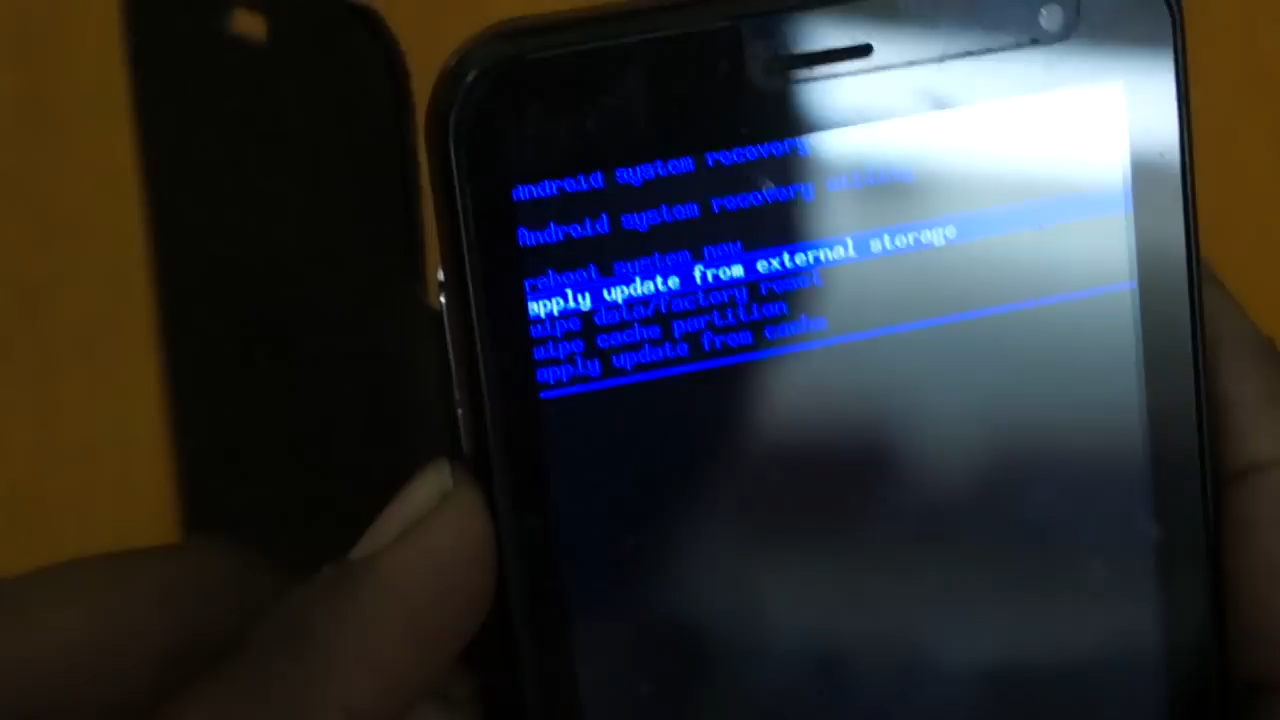 Android system recovery
Android system recovery utility
reboot system now
apply update from external storage
wipe data/factory reset
wipe cache partition
apply update from cache